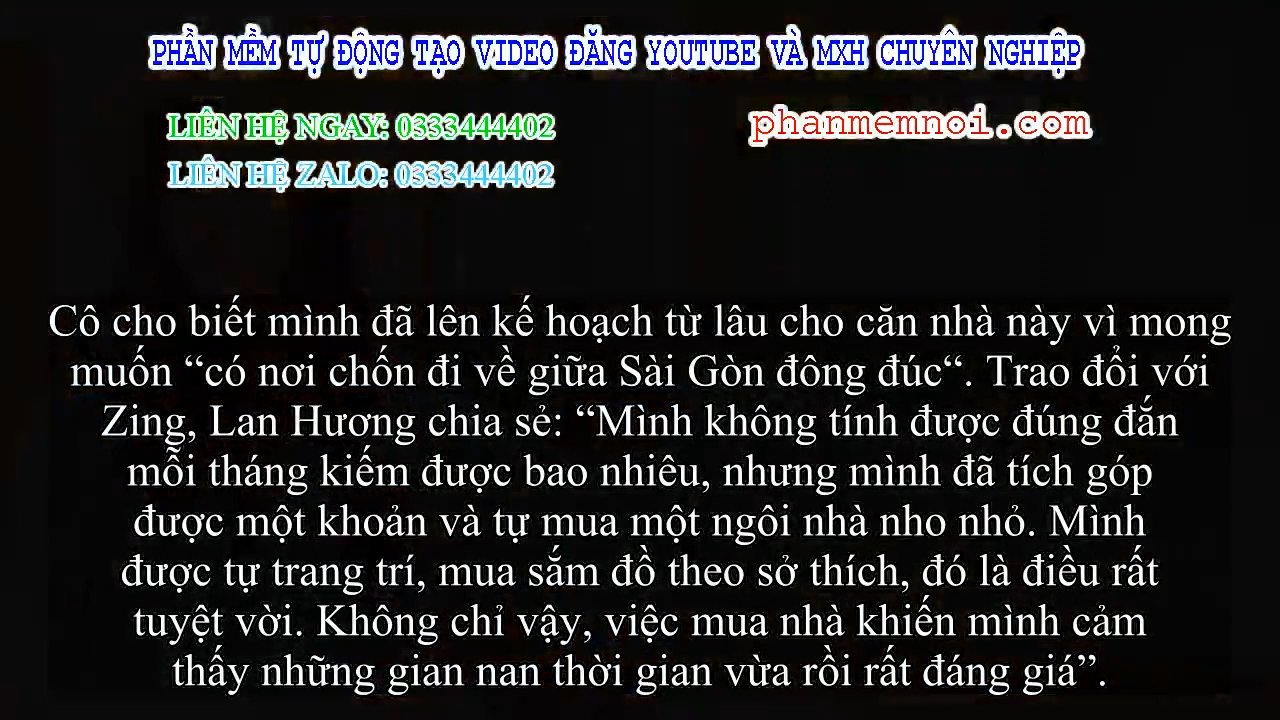 PHẦN MỀM TỰ ĐỘNG TẠO VIDEO ĐĂNG YOUTUBE VÀ MXH CHUYÊN NGHIỆP
LIÊN HỆ NGAY: 0333444402
phanmemnoi.com
LIÊN HỆ ZALO: 0333444402
Cô cho biết mình đã lên kế hoạch từ lâu cho căn nhà này vì mong
muốn “có nơi chốn đi về giữa Sài Gòn đông đúc“. Trao đổi với
Zing, Lan Hương chia sẻ: “Mình không tính được đúng đắn
mỗi tháng kiếm được bao nhiêu, nhưng mình đã tích góp
được một khoản và tự mua một ngôi nhà nho nhỏ. Mình
được tự trang trí, mua sắm đồ theo sở thích, đó là điều rất
tuyệt vời. Không chỉ vậy, việc mua nhà khiến mình cảm
thấy những gian nan thời gian vừa rồi rất đáng giá”.